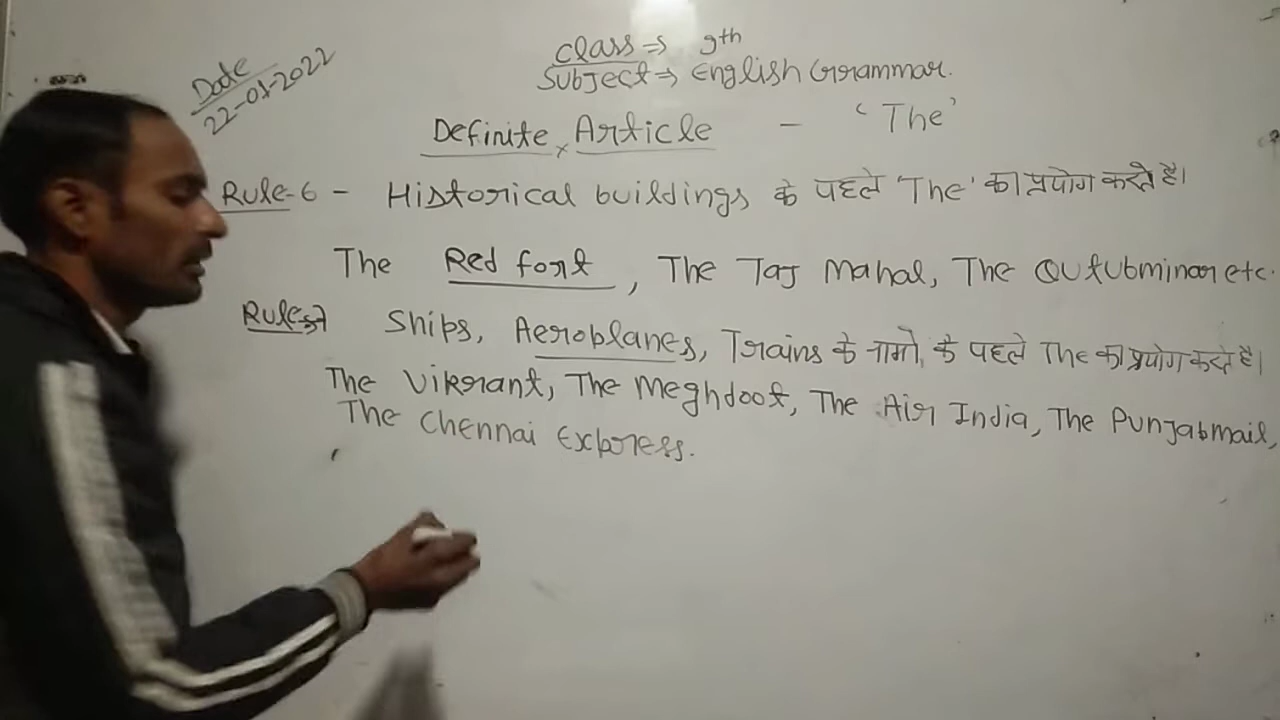 Date
22-01-2022
Class ⇒ 9th
Subject ⇒ English Grammar.
Definite Article - 'The'
Rule-6 - Historical buildings के पहले 'The' का प्रयोग करते है।
The Red fort, The Taj Mahal, The Qutubminar etc.
Rule-7 Ships, Aeroplanes, Trains के नामो के पहले The का प्रयोग करते है।
The Vikrant, The Meghdoot, The Air India, The Punjabmail,
The Chennai Express.